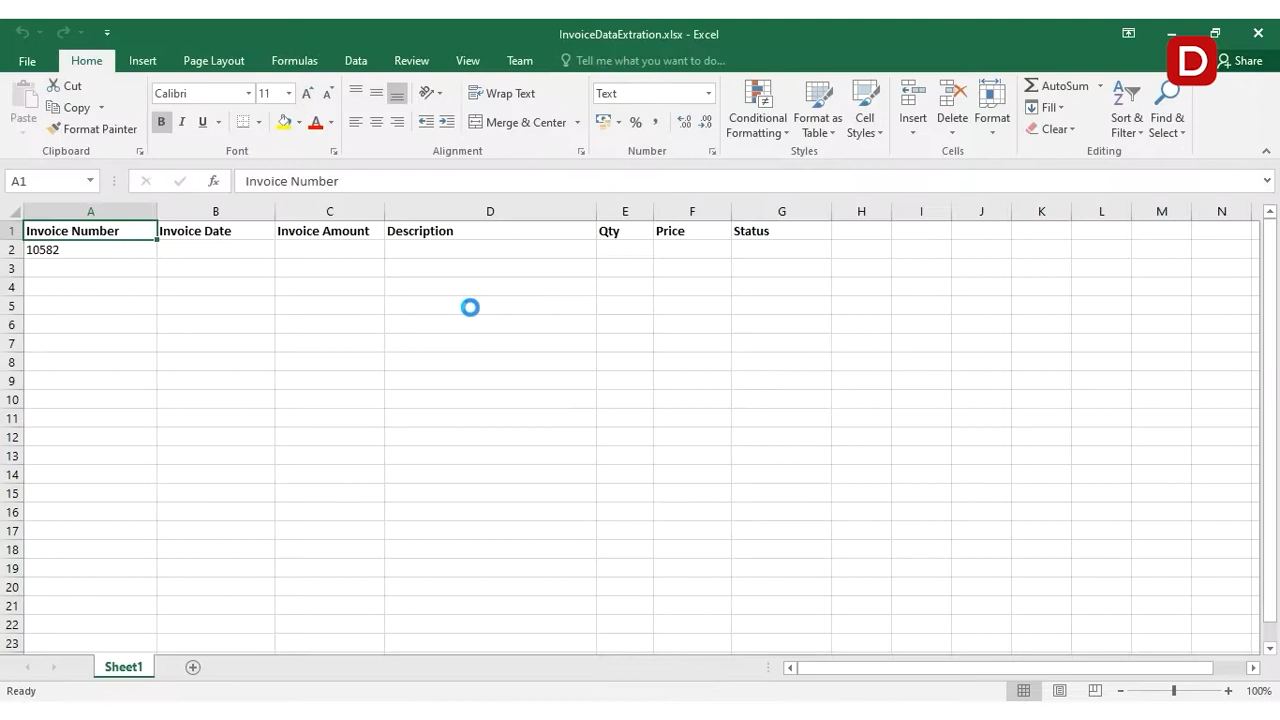 InvoiceDataExtration.xlsx - Excel
D
File Home Insert Page Layout Formulas Data Review View Team Tell me what you want to do... Share
Paste Cut Copy Format Painter
Calibri 11 A A
B I U A
Wrap Text
Merge & Center
Text
%
Conditional Formatting Format as Table Cell Styles
Insert Delete Format
AutoSum Fill Clear
Sort & Filter Find & Select
Clipboard Font Alignment Number Styles Cells Editing
A1 fx Invoice Number
A B C D E F G H I J K L M N
1 Invoice Number Invoice Date Invoice Amount Description Qty Price Status
2 10582
3
4
5
6
7
8
9
10
11
12
13
14
15
16
17
18
19
20
21
22
23
Sheet1
Ready 100%